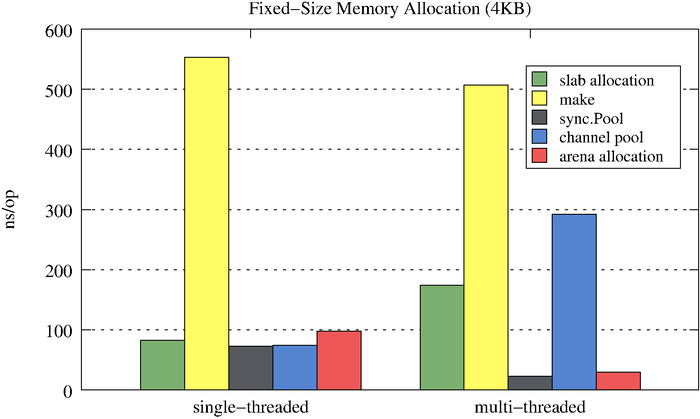 Fixed−Size Memory Allocation (4KB)
600
500
400
300
200
100
0
ns/op
slab allocation
make
sync.Pool
channel pool
arena allocation
single−threaded
multi−threaded